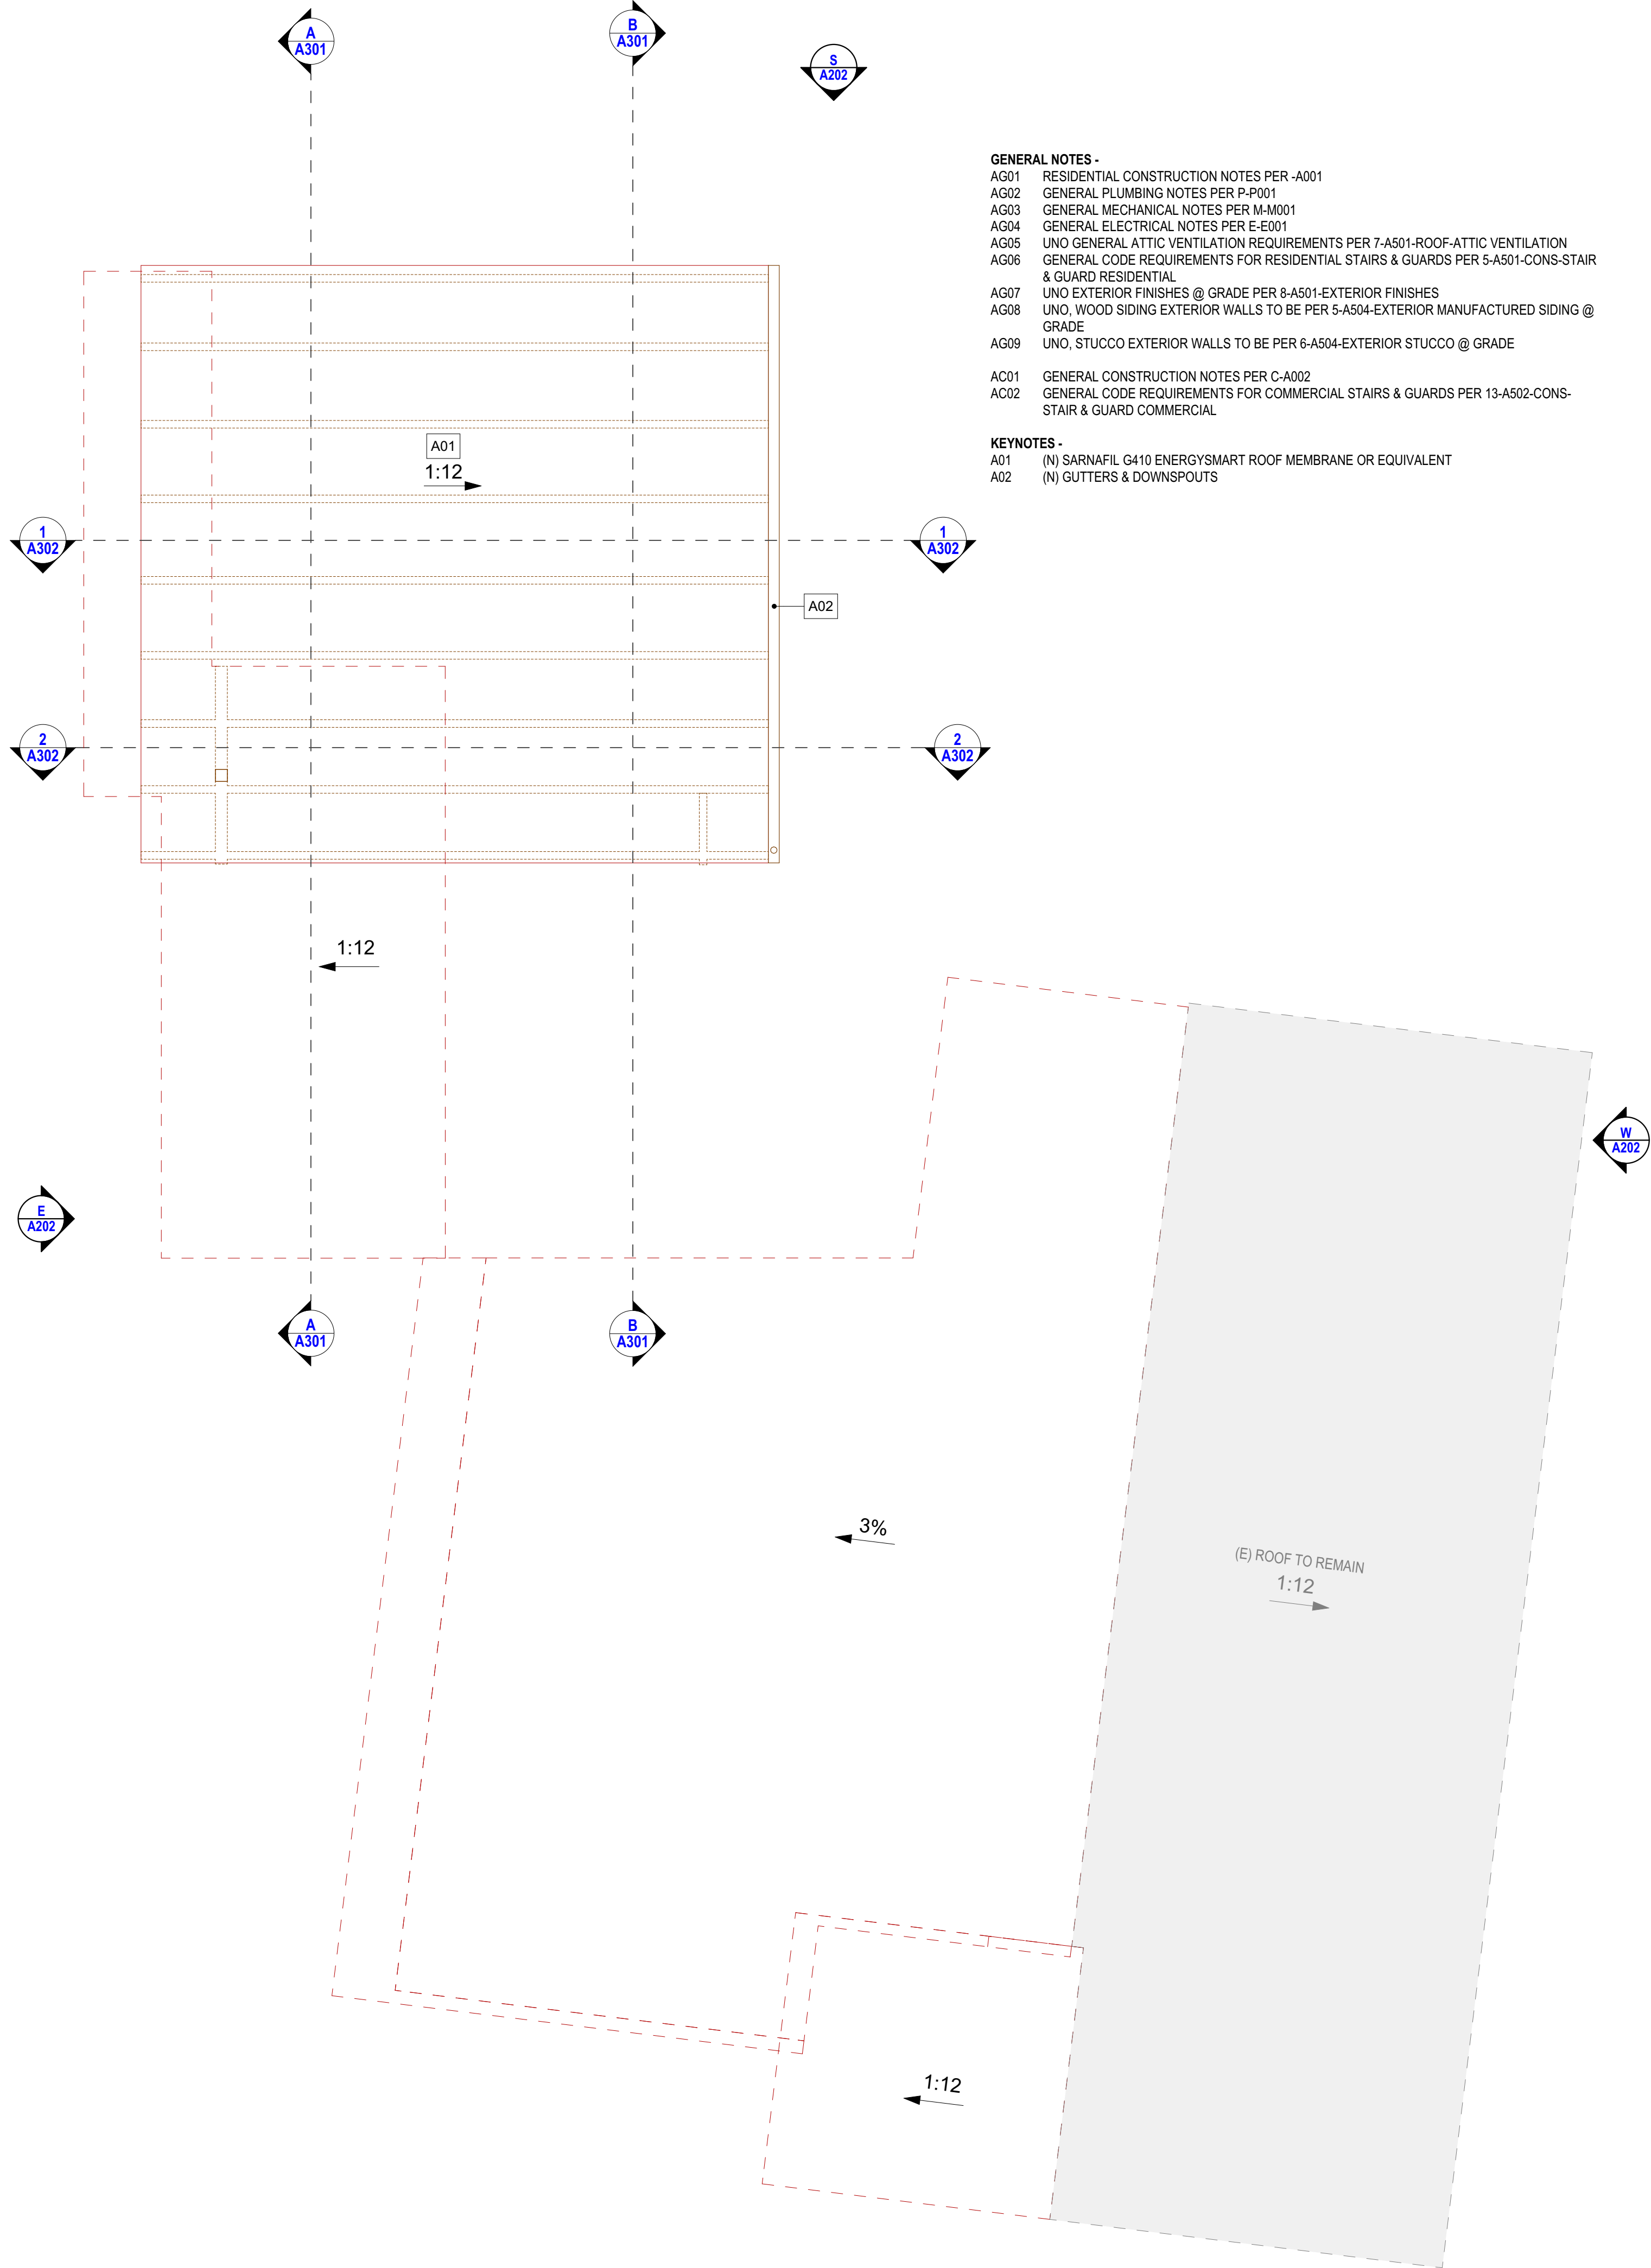 A
A301
B
A301
S
A202
GENERAL NOTES -
AG01 RESIDENTIAL CONSTRUCTION NOTES PER -A001
AG02 GENERAL PLUMBING NOTES PER P-P001
AG03 GENERAL MECHANICAL NOTES PER M-M001
AG04 GENERAL ELECTRICAL NOTES PER E-E001
AG05 UNO GENERAL ATTIC VENTILATION REQUIREMENTS PER 7-A501-ROOF-ATTIC VENTILATION
AG06 GENERAL CODE REQUIREMENTS FOR RESIDENTIAL STAIRS & GUARDS PER 5-A501-CONS-STAIR
& GUARD RESIDENTIAL
AG07 UNO EXTERIOR FINISHES @ GRADE PER 8-A501-EXTERIOR FINISHES
AG08 UNO, WOOD SIDING EXTERIOR WALLS TO BE PER 5-A504-EXTERIOR MANUFACTURED SIDING @
GRADE
AG09 UNO, STUCCO EXTERIOR WALLS TO BE PER 6-A504-EXTERIOR STUCCO @ GRADE
AC01 GENERAL CONSTRUCTION NOTES PER C-A002
AC02 GENERAL CODE REQUIREMENTS FOR COMMERCIAL STAIRS & GUARDS PER 13-A502-CONS-
STAIR & GUARD COMMERCIAL
KEYNOTES -
A01 (N) SARNAFIL G410 ENERGYSMART ROOF MEMBRANE OR EQUIVALENT
A02 (N) GUTTERS & DOWNSPOUTS
A01
1:12
1
A302
1
A302
A02
2
A302
2
A302
1:12
W
A202
E
A202
A
A301
B
A301
3%
(E) ROOF TO REMAIN
1:12
1:12